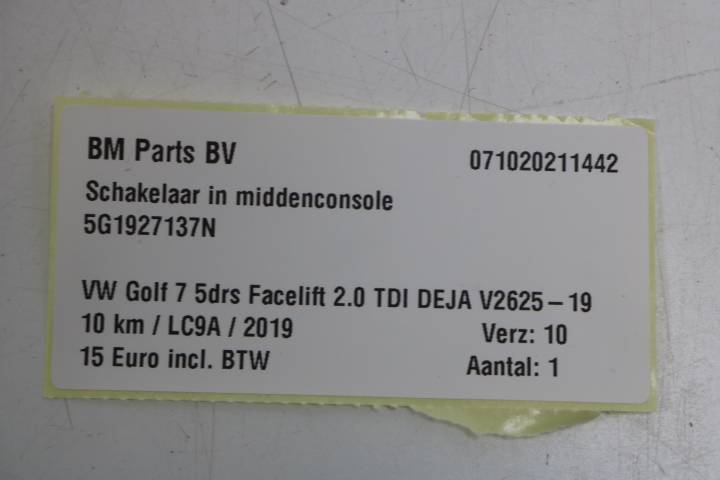 BM Parts BV 071020211442
Schakelaar in middenconsole
5G1927137N
VW Golf 7 5drs Facelift 2.0 TDI DEJA V2625-19
10 km / LC9A / 2019 Verz: 10
15 Euro incl. BTW Aantal: 1